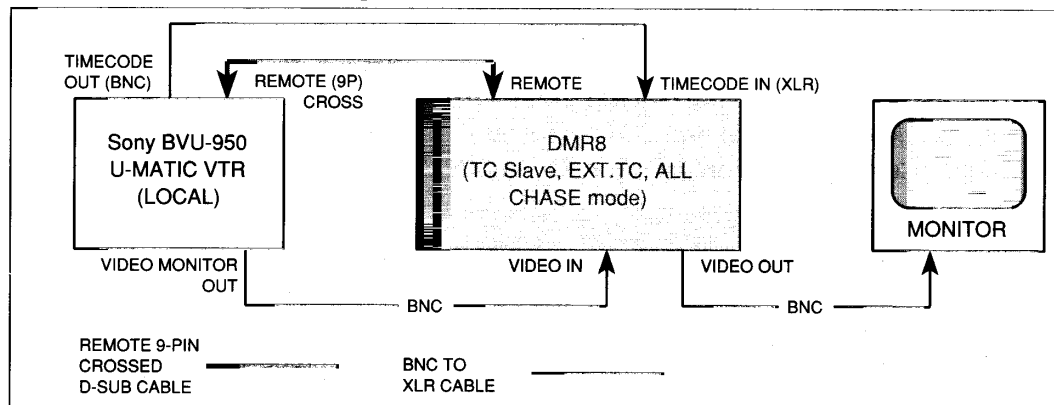 TIMECODE
OUT (BNC)
REMOTE (9P)
CROSS
REMOTE
TIMECODE IN (XLR)
Sony BVU-950
U-MATIC VTR
(LOCAL)
DMR8
(TC Slave, EXT.TC, ALL
CHASE mode)
MONITOR
VIDEO MONITOR
OUT
VIDEO IN
VIDEO OUT
BNC
BNC
REMOTE 9-PIN
CROSSED
D-SUB CABLE
BNC TO
XLR CABLE